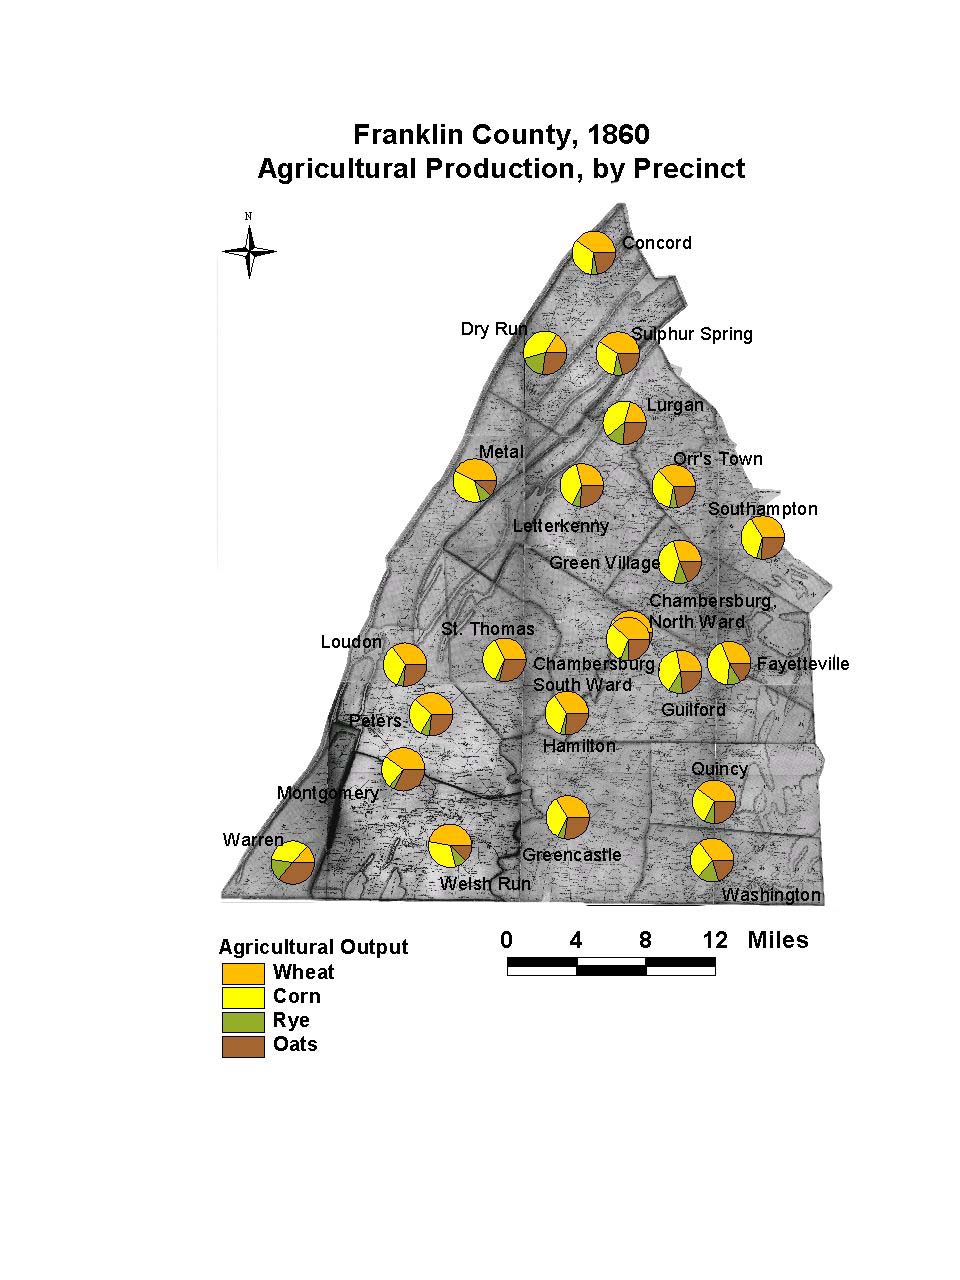 Franklin County, 1860
Agricultural Production, by Precinct
N
Concord
Dry Run
Sulphur Spring
Lurgan
Metal
Orr's Town
Southampton
Letterkenny
Green Village
Chambersburg,
North Ward
St. Thomas
Loudon
Chambersburg
South Ward
Fayetteville
Guilford
Peters
Hamilton
Quincy
Montgomery
Warren
Greencastle
Welsh Run
Washington
Agricultural Output
Wheat
Corn
Rye
Oats
0 4 8 12 Miles